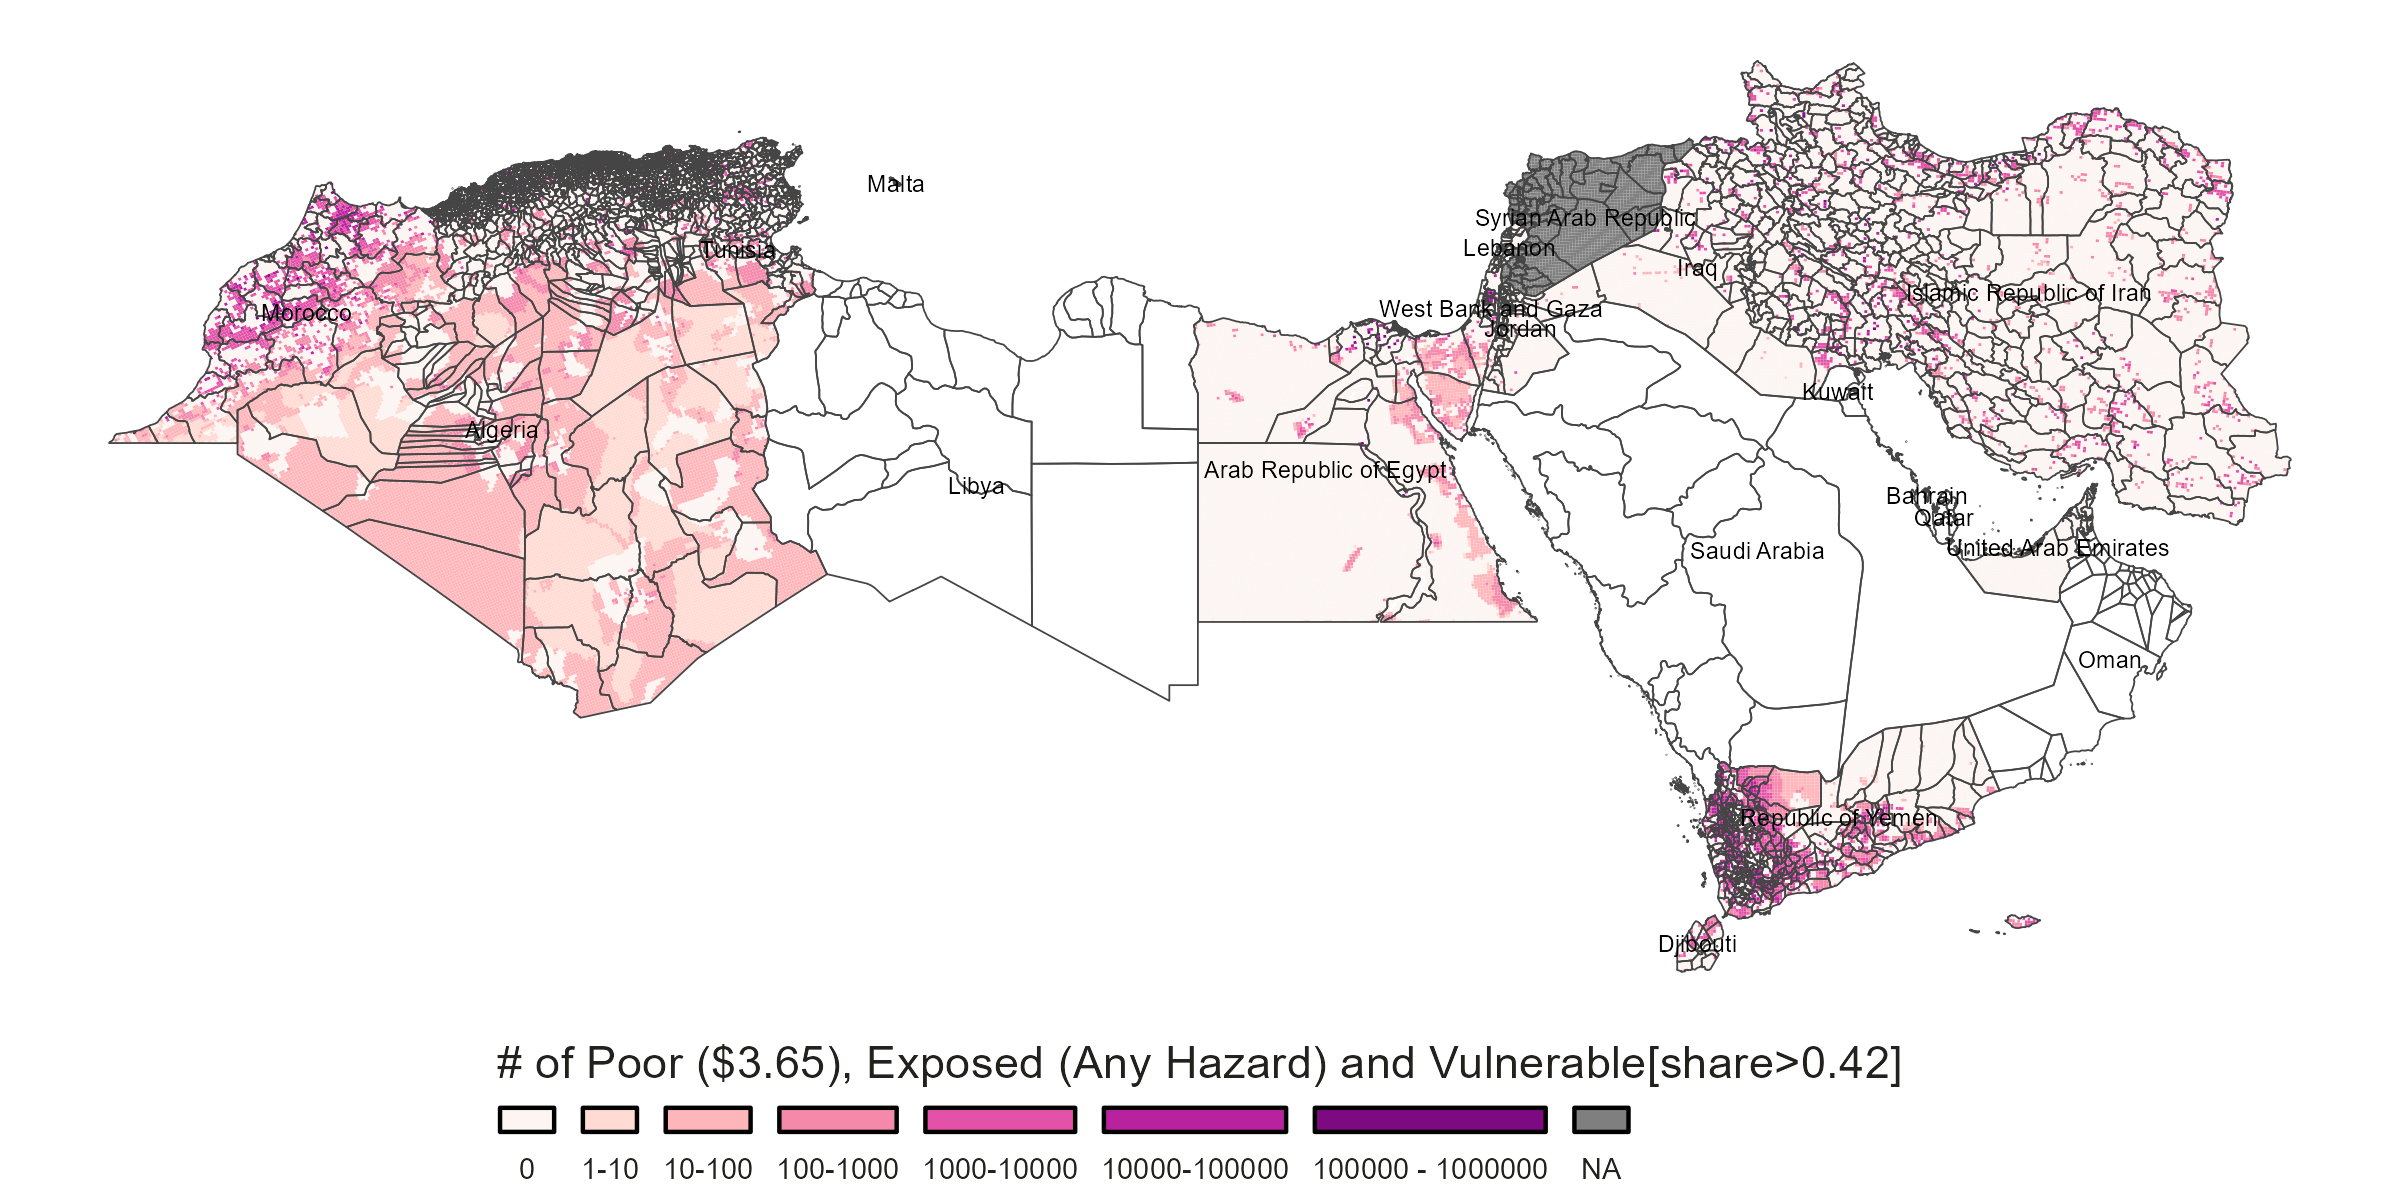 Malta
Syrian Arab Republic
Tunisia
Lebanon
Iraq
Islamic Republic of Iran
Morocco
West Bank and Gaza
Jordan
Kuwait
Algeria
Arab Republic of Egypt
Libya
Bahrain
Qatar
United Arab Emirates
Saudi Arabia
Oman
Republic of Yemen
Djibouti
# of Poor ($3.65), Exposed (Any Hazard) and Vulnerable[share>0.42]
0 1-10 10-100 100-1000 1000-10000 10000-100000 100000 - 1000000 NA